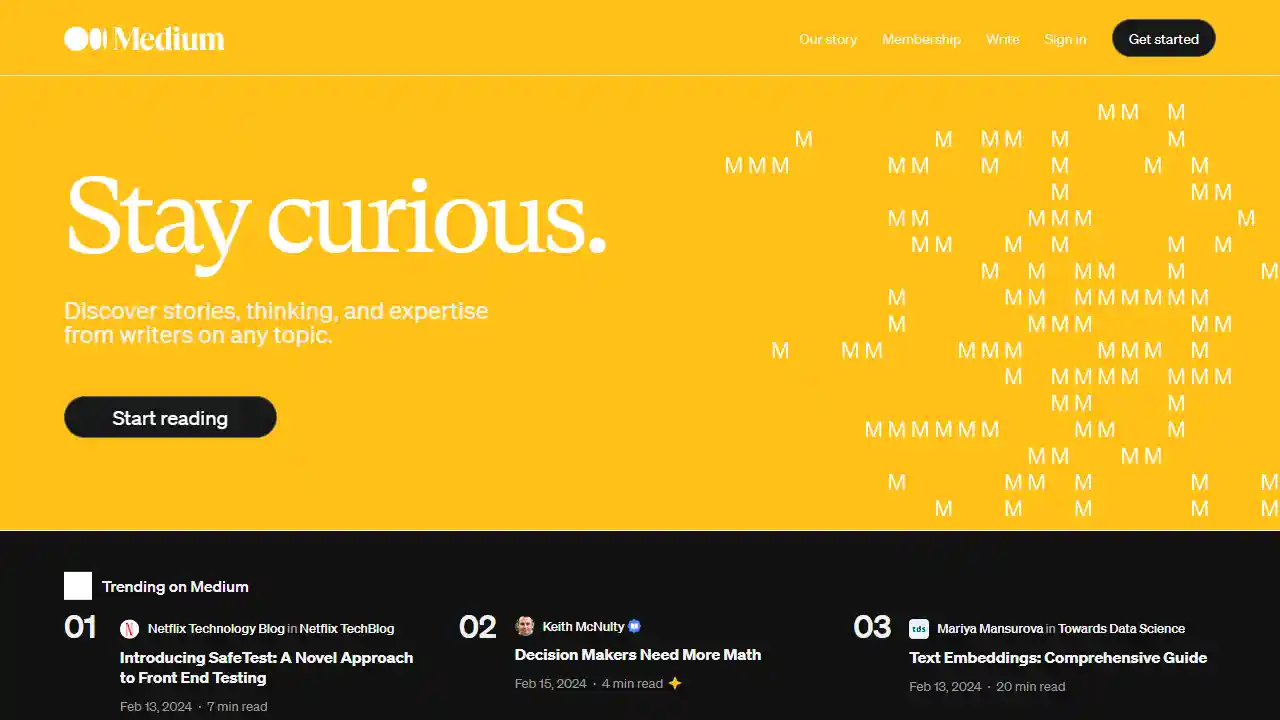 Medium
Our story Membership Write Sign in Get started
M M M
M M M M M M
M M M M M M M M M
M M M
M M M M M M
M M M M M M
M M M M M M
M M M M M M M M M
M M M M M M
M M M M M M M M M M
M M M M M M M M
M M M
M M M M M M M M M
M M M M
M M M M M M
M M M M M
Stay curious.
Discover stories, thinking, and expertise
from writers on any topic.
Start reading
Trending on Medium
01
N
Netflix Technology Blog in Netflix TechBlog
Introducing SafeTest: A Novel Approach
to Front End Testing
Feb 13, 2024 · 7 min read
02
Keith McNulty
Decision Makers Need More Math
Feb 15, 2024 · 4 min read
03
tds
Mariya Mansurova in Towards Data Science
Text Embeddings: Comprehensive Guide
Feb 13, 2024 · 20 min read